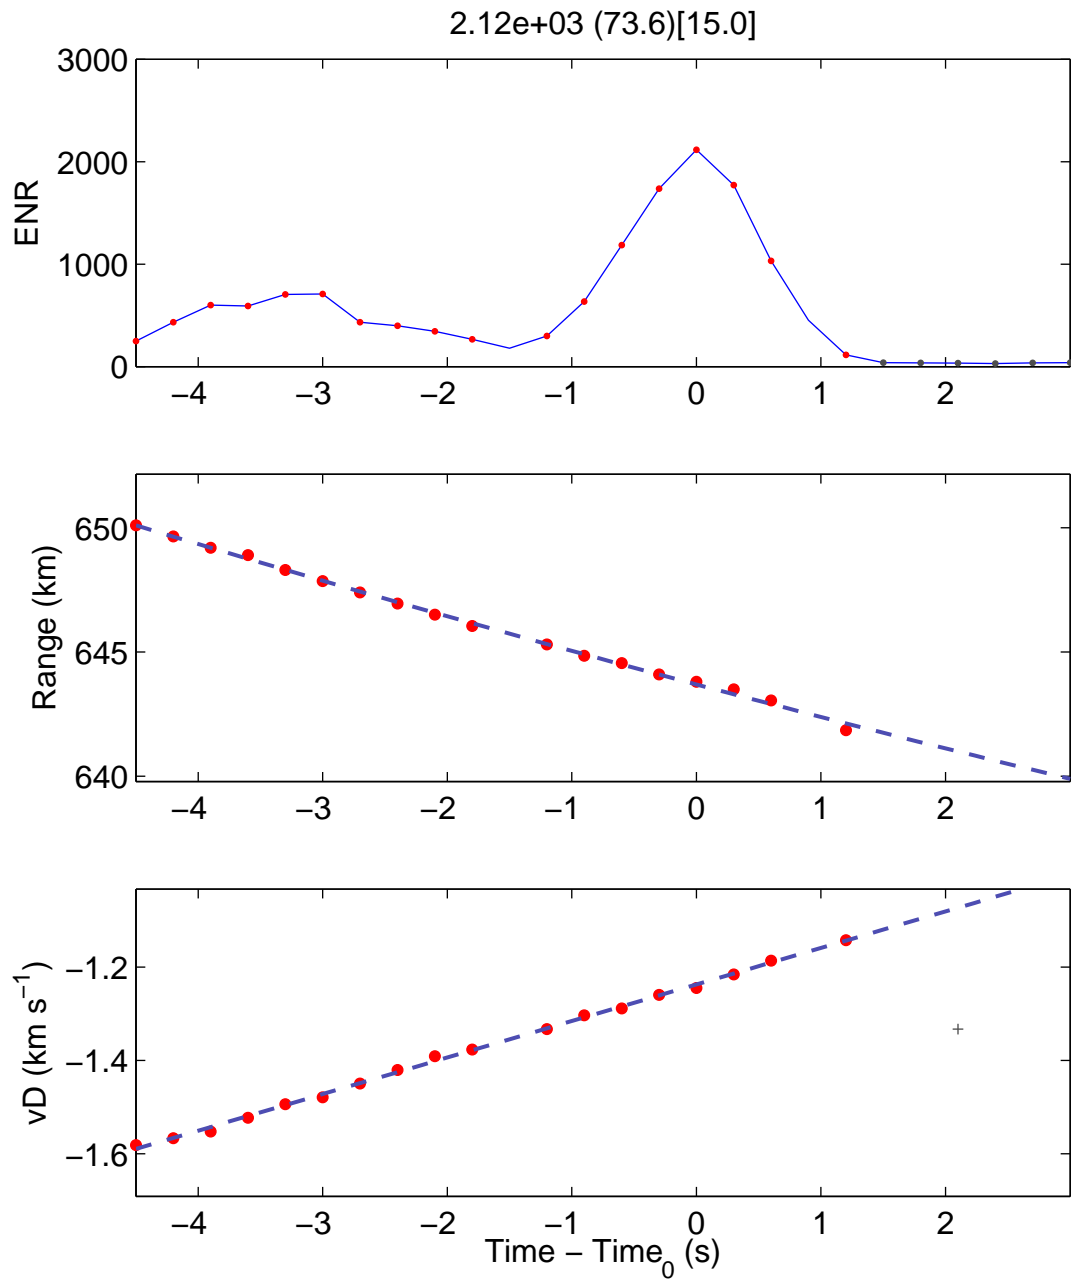 2.12e+03 (73.6)[15.0]
3000
2000
1000
0
ENR
−4 −3 −2 −1 0 1 2
650
645
640
Range (km)
−4 −3 −2 −1 0 1 2
−1.2
−1.4
−1.6
vD (km s⁻¹)
−4 −3 −2 −1 0 1 2
Time − Time₀ (s)